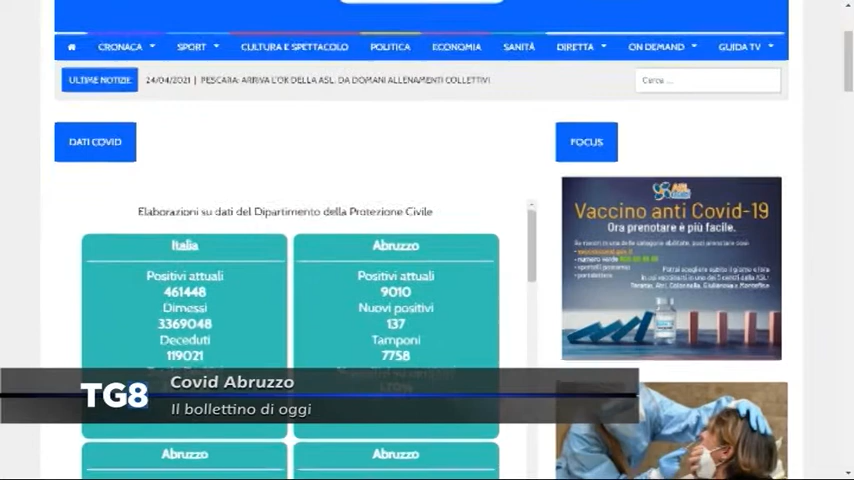 CRONACA SPORT CULTURA E SPETTACOLO POLITICA ECONOMIA SANITÀ DIRETTA ON DEMAND GUIDA TV
ULTIME NOTIZIE 24/04/2021 | PESCARA: ARRIVA L'OK DELLA ASL, DA DOMANI ALLENAMENTI COLLETTIVI
Cerca ...
DATI COVID
FOCUS
Elaborazioni su dati del Dipartimento della Protezione Civile
Italia
Positivi attuali
461448
Dimessi
3369048
Deceduti
119021
Abruzzo
Positivi attuali
9010
Nuovi positivi
137
Tamponi
7758
Abruzzo
Abruzzo
ASL
Vaccino anti Covid-19
Ora prenotare è più facile.
numero verde
TG8
Covid Abruzzo
Il bollettino di oggi